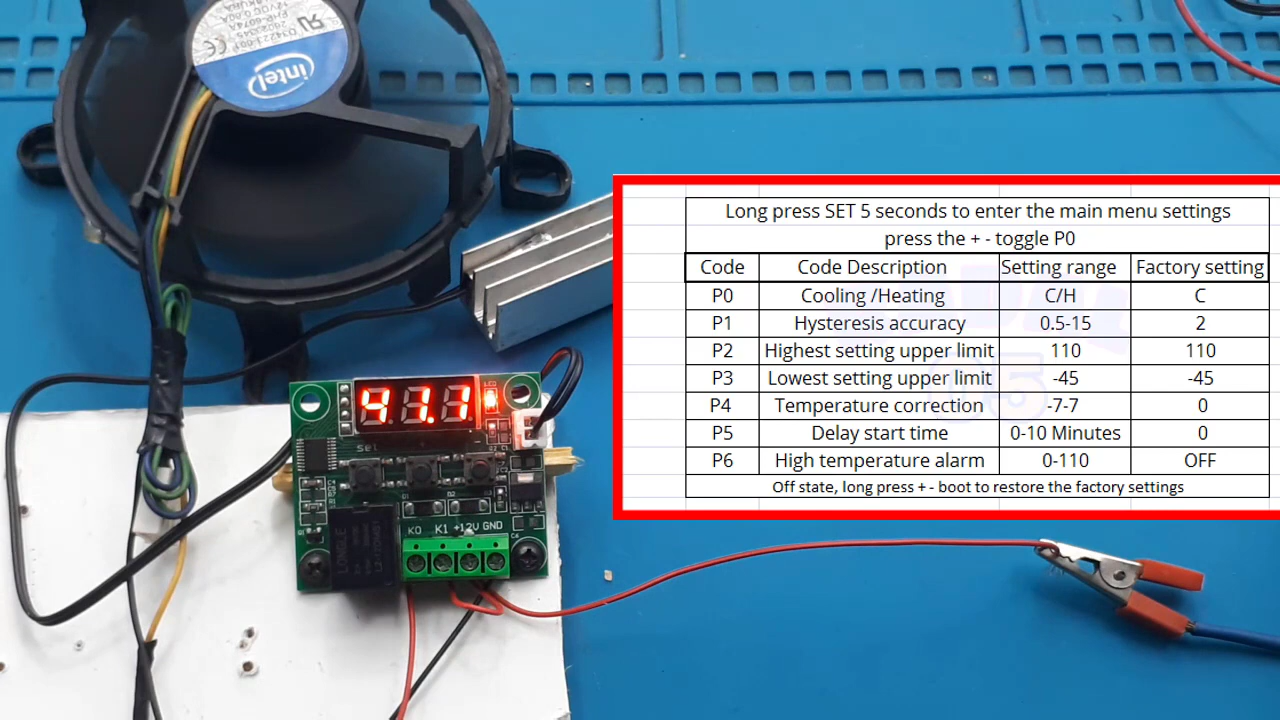 intel
Long press SET 5 seconds to enter the main menu settings
press the + - toggle P0
Code Code Description Setting range Factory setting
P0 Cooling /Heating C/H C
P1 Hysteresis accuracy 0.5-15 2
P2 Highest setting upper limit 110 110
P3 Lowest setting upper limit -45 -45
P4 Temperature correction -7-7 0
P5 Delay start time 0-10 Minutes 0
P6 High temperature alarm 0-110 OFF
Off state, long press + - boot to restore the factory settings
47.1
K0 K1 +12V GND